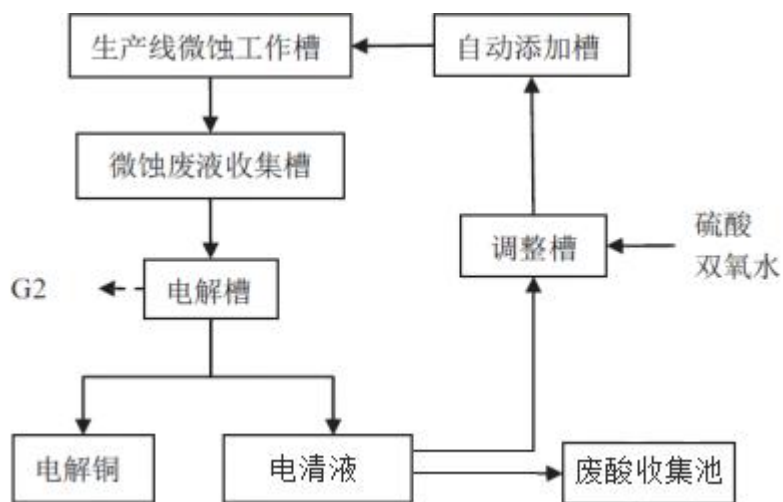 生产线微蚀工作槽
自动添加槽
微蚀废液收集槽
调整槽
硫酸
双氧水
G2
电解槽
电解铜
电清液
废酸收集池